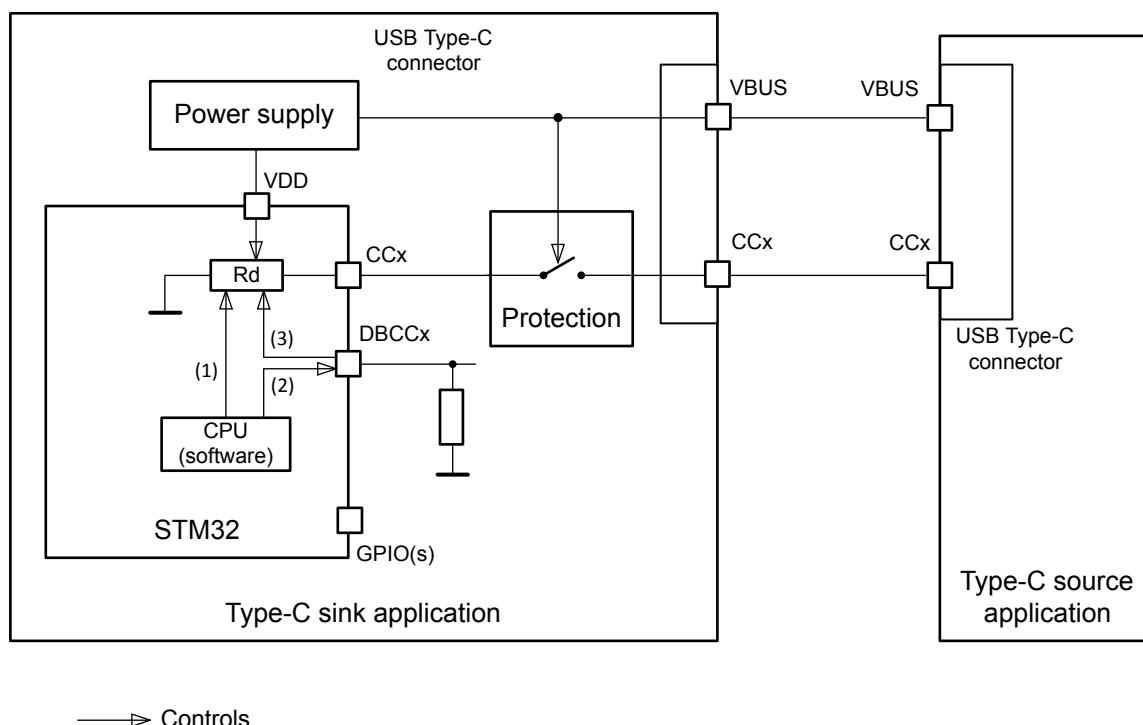 USB Type-C
connector
VBUS
VBUS
Power supply
VDD
CCx
CCx
CCx
Rd
Protection
DBCCx
(3)
USB Type-C
connector
(1)
(2)
CPU
(software)
STM32
GPIO(s)
Type-C sink application
Type-C source
application
Controls